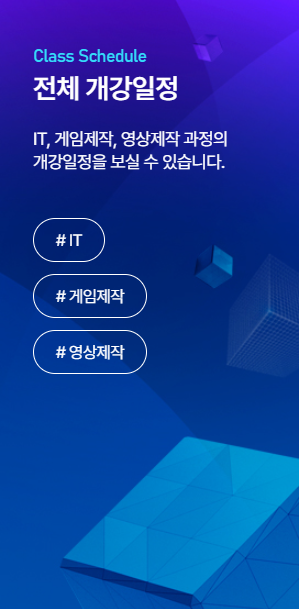 Class Schedule
전체 개강일정
IT, 게임제작, 영상제작 과정의
개강일정을 보실 수 있습니다.
# IT
# 게임제작
# 영상제작